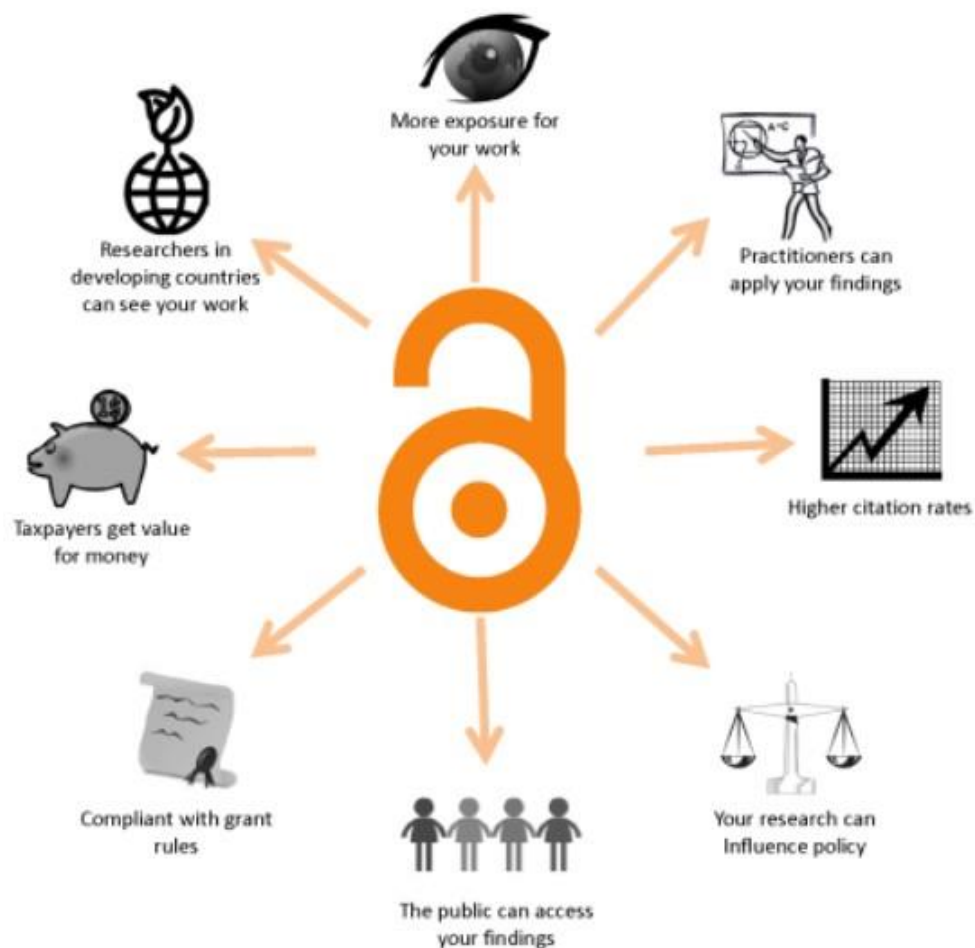 More exposure for
your work
Practitioners can
apply your findings
Higher citation rates
Your research can
Influence policy
The public can access
your findings
Compliant with grant
rules
Taxpayers get value
for money
Researchers in
developing countries
can see your work